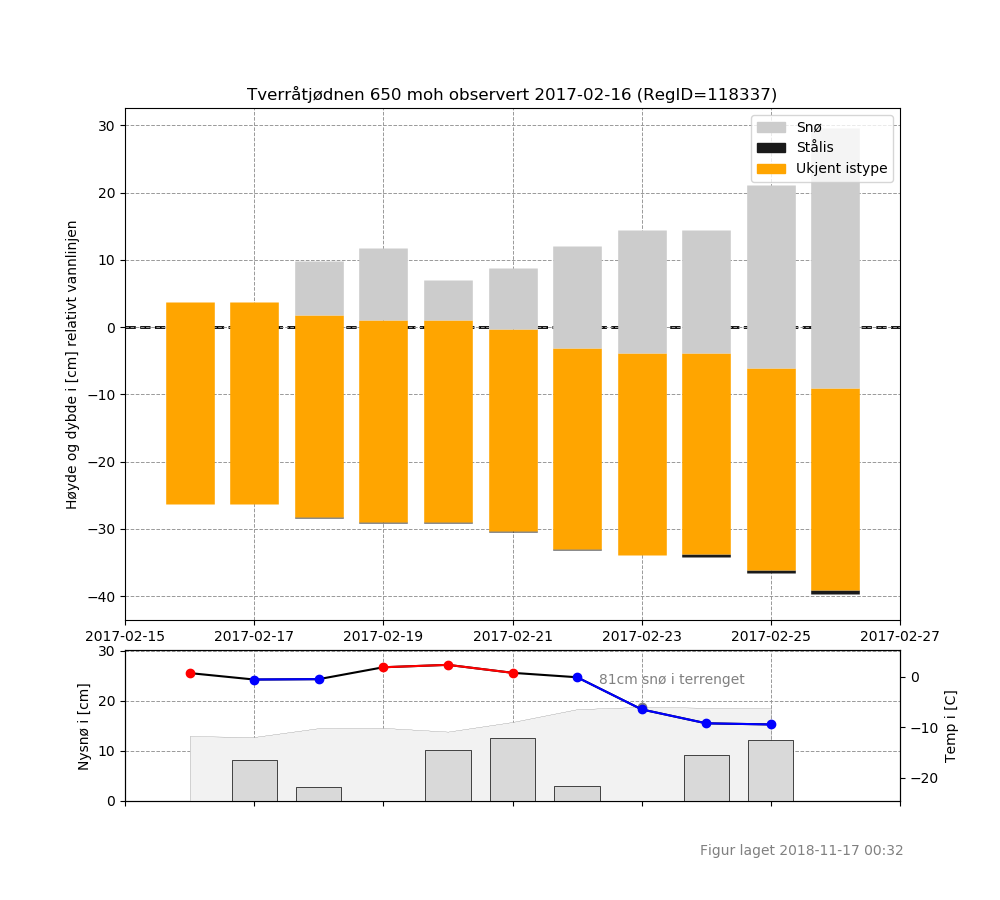 Tverråtjødnen 650 moh observert 2017-02-16 (RegID=118337)
Høyde og dybde i [cm] relativt vannlinjen
30
20
10
0
−10
−20
−30
−40
Snø
Stålis
Ukjent istype
2017-02-15 2017-02-17 2017-02-19 2017-02-21 2017-02-23 2017-02-25 2017-02-27
Nysnø i [cm]
30
20
10
0
81cm snø i terrenget
0
−10
−20
Temp i [C]
Figur laget 2018-11-17 00:32